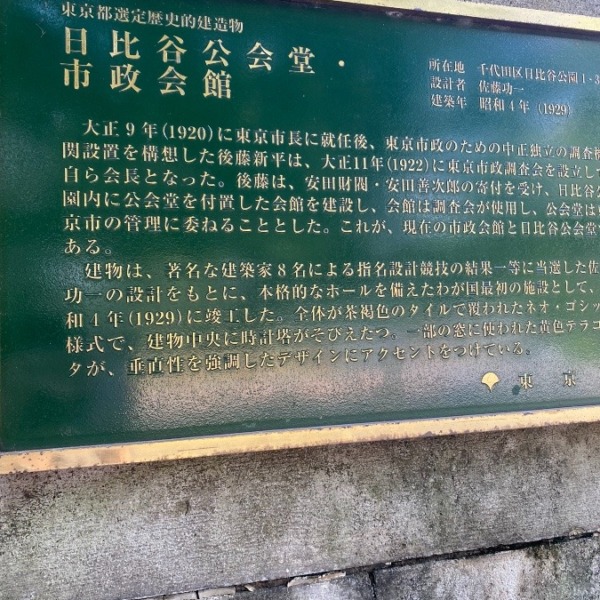 東京都選定歴史的建造物
日比谷公会堂・
市政会館
所在地 千代田区日比谷公園1-3
設計者 佐藤功一
建築年 昭和4年(1929)
大正9年(1920)に東京市長に就任後、東京市政のための中正独立の調査機
関設置を構想した後藤新平は、大正11年(1922)に東京市政調査会を設立して
自ら会長となった。後藤は、安田財閥・安田善次郎の寄付を受け、日比谷公
園内に公会堂を付置した会館を建設し、会館は調査会が使用し、公会堂は東
京市の管理に委ねることとした。これが、現在の市政会館と日比谷公会堂で
ある。
建物は、著名な建築家8名による指名設計競技の結果一等に当選した佐
功一の設計をもとに、本格的なホールを備えたわが国最初の施設として、
和4年(1929)に竣工した。全体が茶褐色のタイルで覆われたネオ・ゴシッ
様式で、建物中央に時計塔がそびえたつ。一部の窓に使われた黄色テラコ
タが、垂直性を強調したデザインにアクセントをつけている。
東京